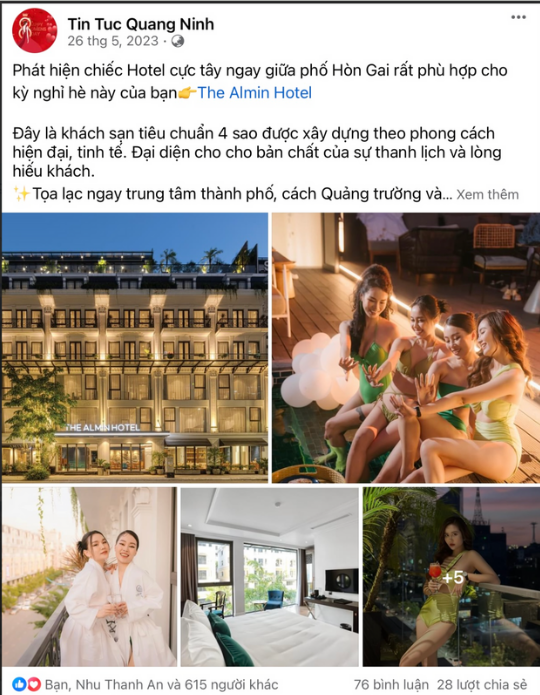 Tin Tuc Quang Ninh
26 thg 5, 2023 ·
Phát hiện chiếc Hotel cực tây ngay giữa phố Hòn Gai rất phù hợp cho
kỳ nghỉ hè này của bạn👉The Almin Hotel
Đây là khách sạn tiêu chuẩn 4 sao được xây dựng theo phong cách
hiện đại, tinh tế. Đại diện cho cho bản chất của sự thanh lịch và lòng
hiếu khách.
✨Tọa lạc ngay trung tâm thành phố, cách Quảng trường và... Xem thêm
THE ALMIN HOTEL
+5
Bạn, Nhu Thanh An và 615 người khác
76 bình luận 28 lượt chia sẻ